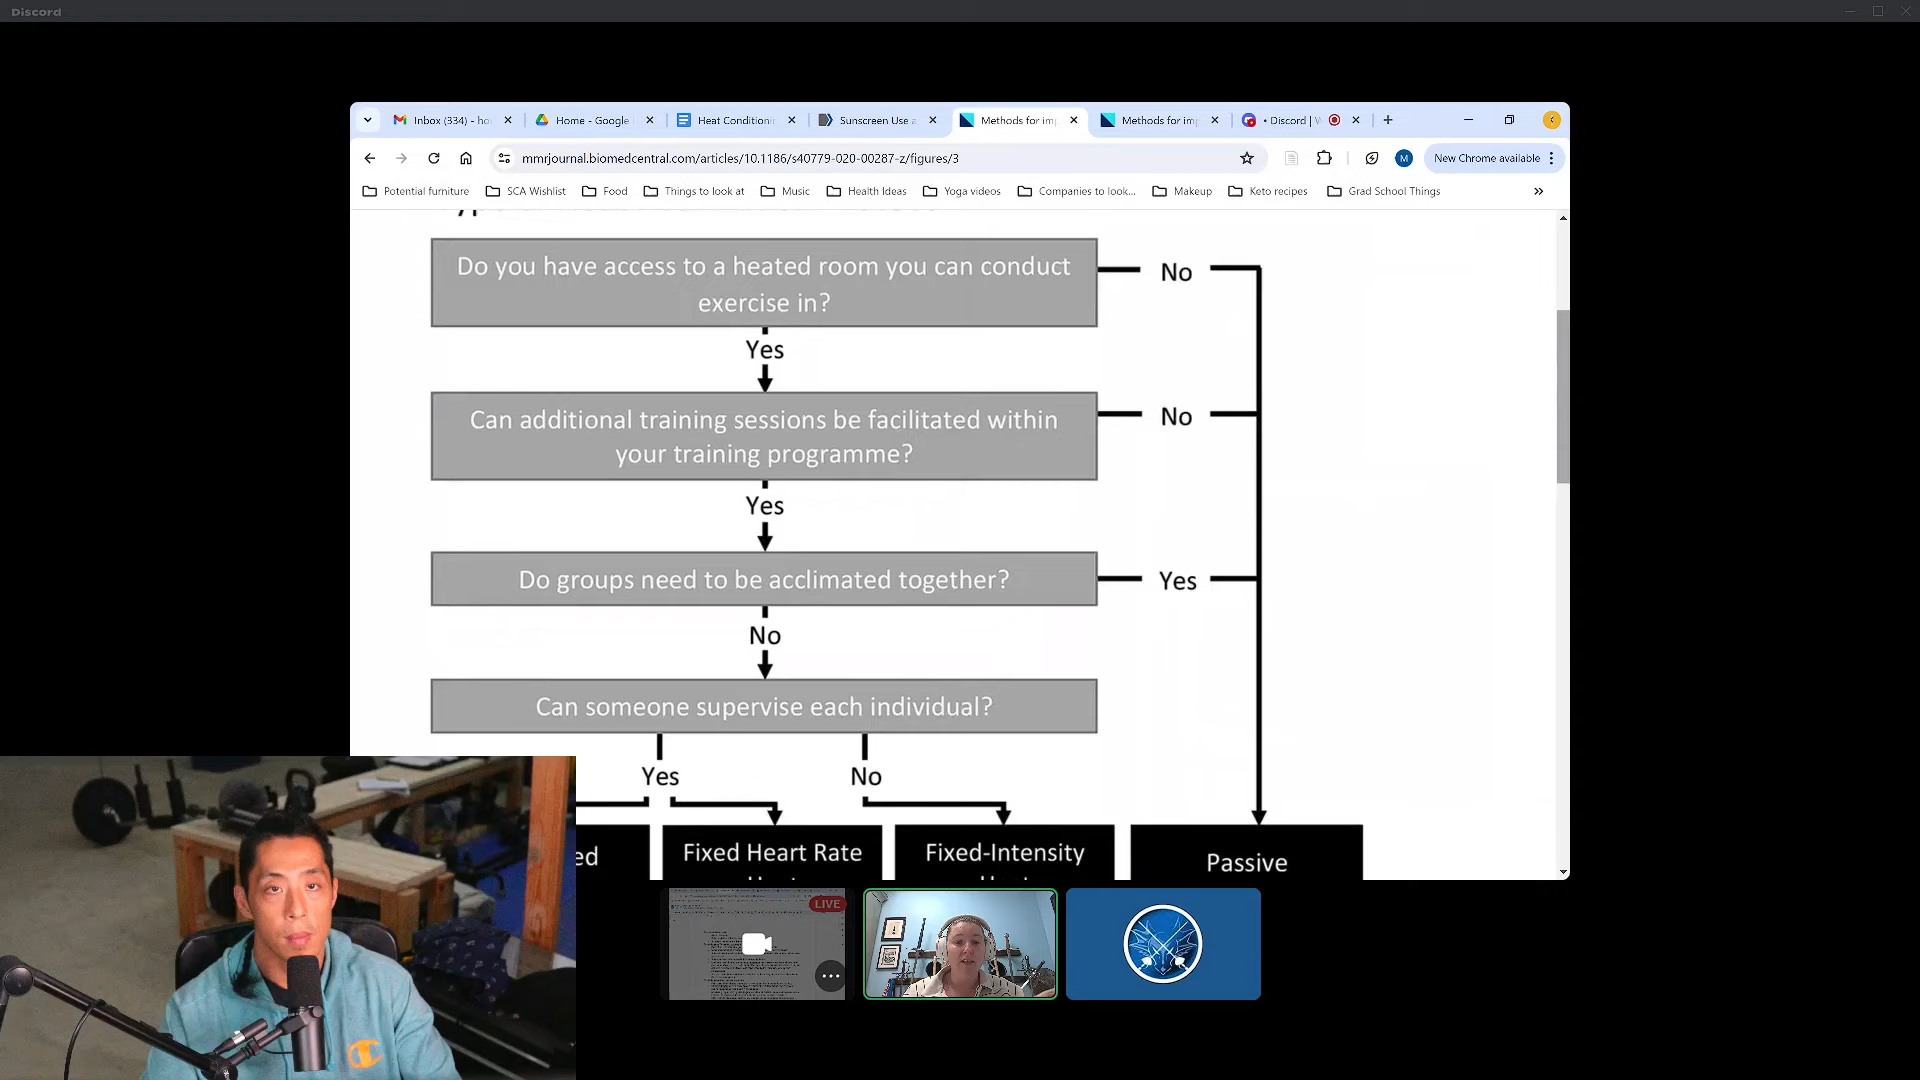 Discord
Inbox (334) - ho
Home - Google
Heat Conditioni
Sunscreen Use a
Methods for imp
Methods for imp
• Discord | W
mmrjournal.biomedcentral.com/articles/10.1186/s40779-020-00287-z/figures/3
M
New Chrome available
Potential furniture
SCA Wishlist
Food
Things to look at
Music
Health Ideas
Yoga videos
Companies to look...
Makeup
Keto recipes
Grad School Things
Do you have access to a heated room you can conduct
exercise in?
No
Yes
Can additional training sessions be facilitated within
your training programme?
No
Yes
Do groups need to be acclimated together?
Yes
No
Can someone supervise each individual?
Yes
No
ed
Fixed Heart Rate
Fixed-Intensity
Passive
LIVE